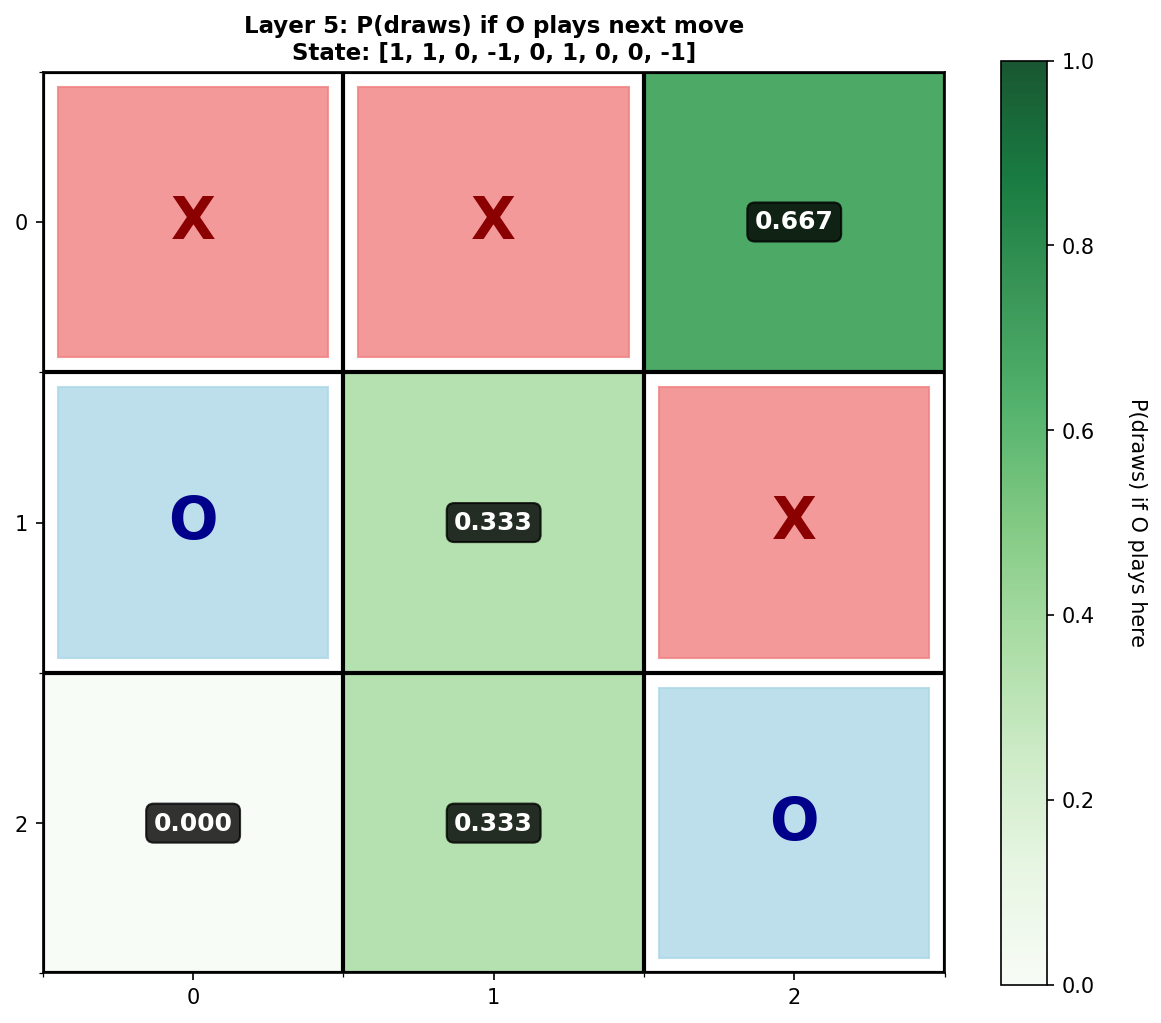 Layer 5: P(draws) if O plays next move
State: [1, 1, 0, -1, 0, 1, 0, 0, -1]
0
X
X
0.667
1
O
0.333
X
2
0.000
0.333
O
0
1
2
1.0
0.8
0.6
0.4
0.2
0.0
P(draws) if O plays here